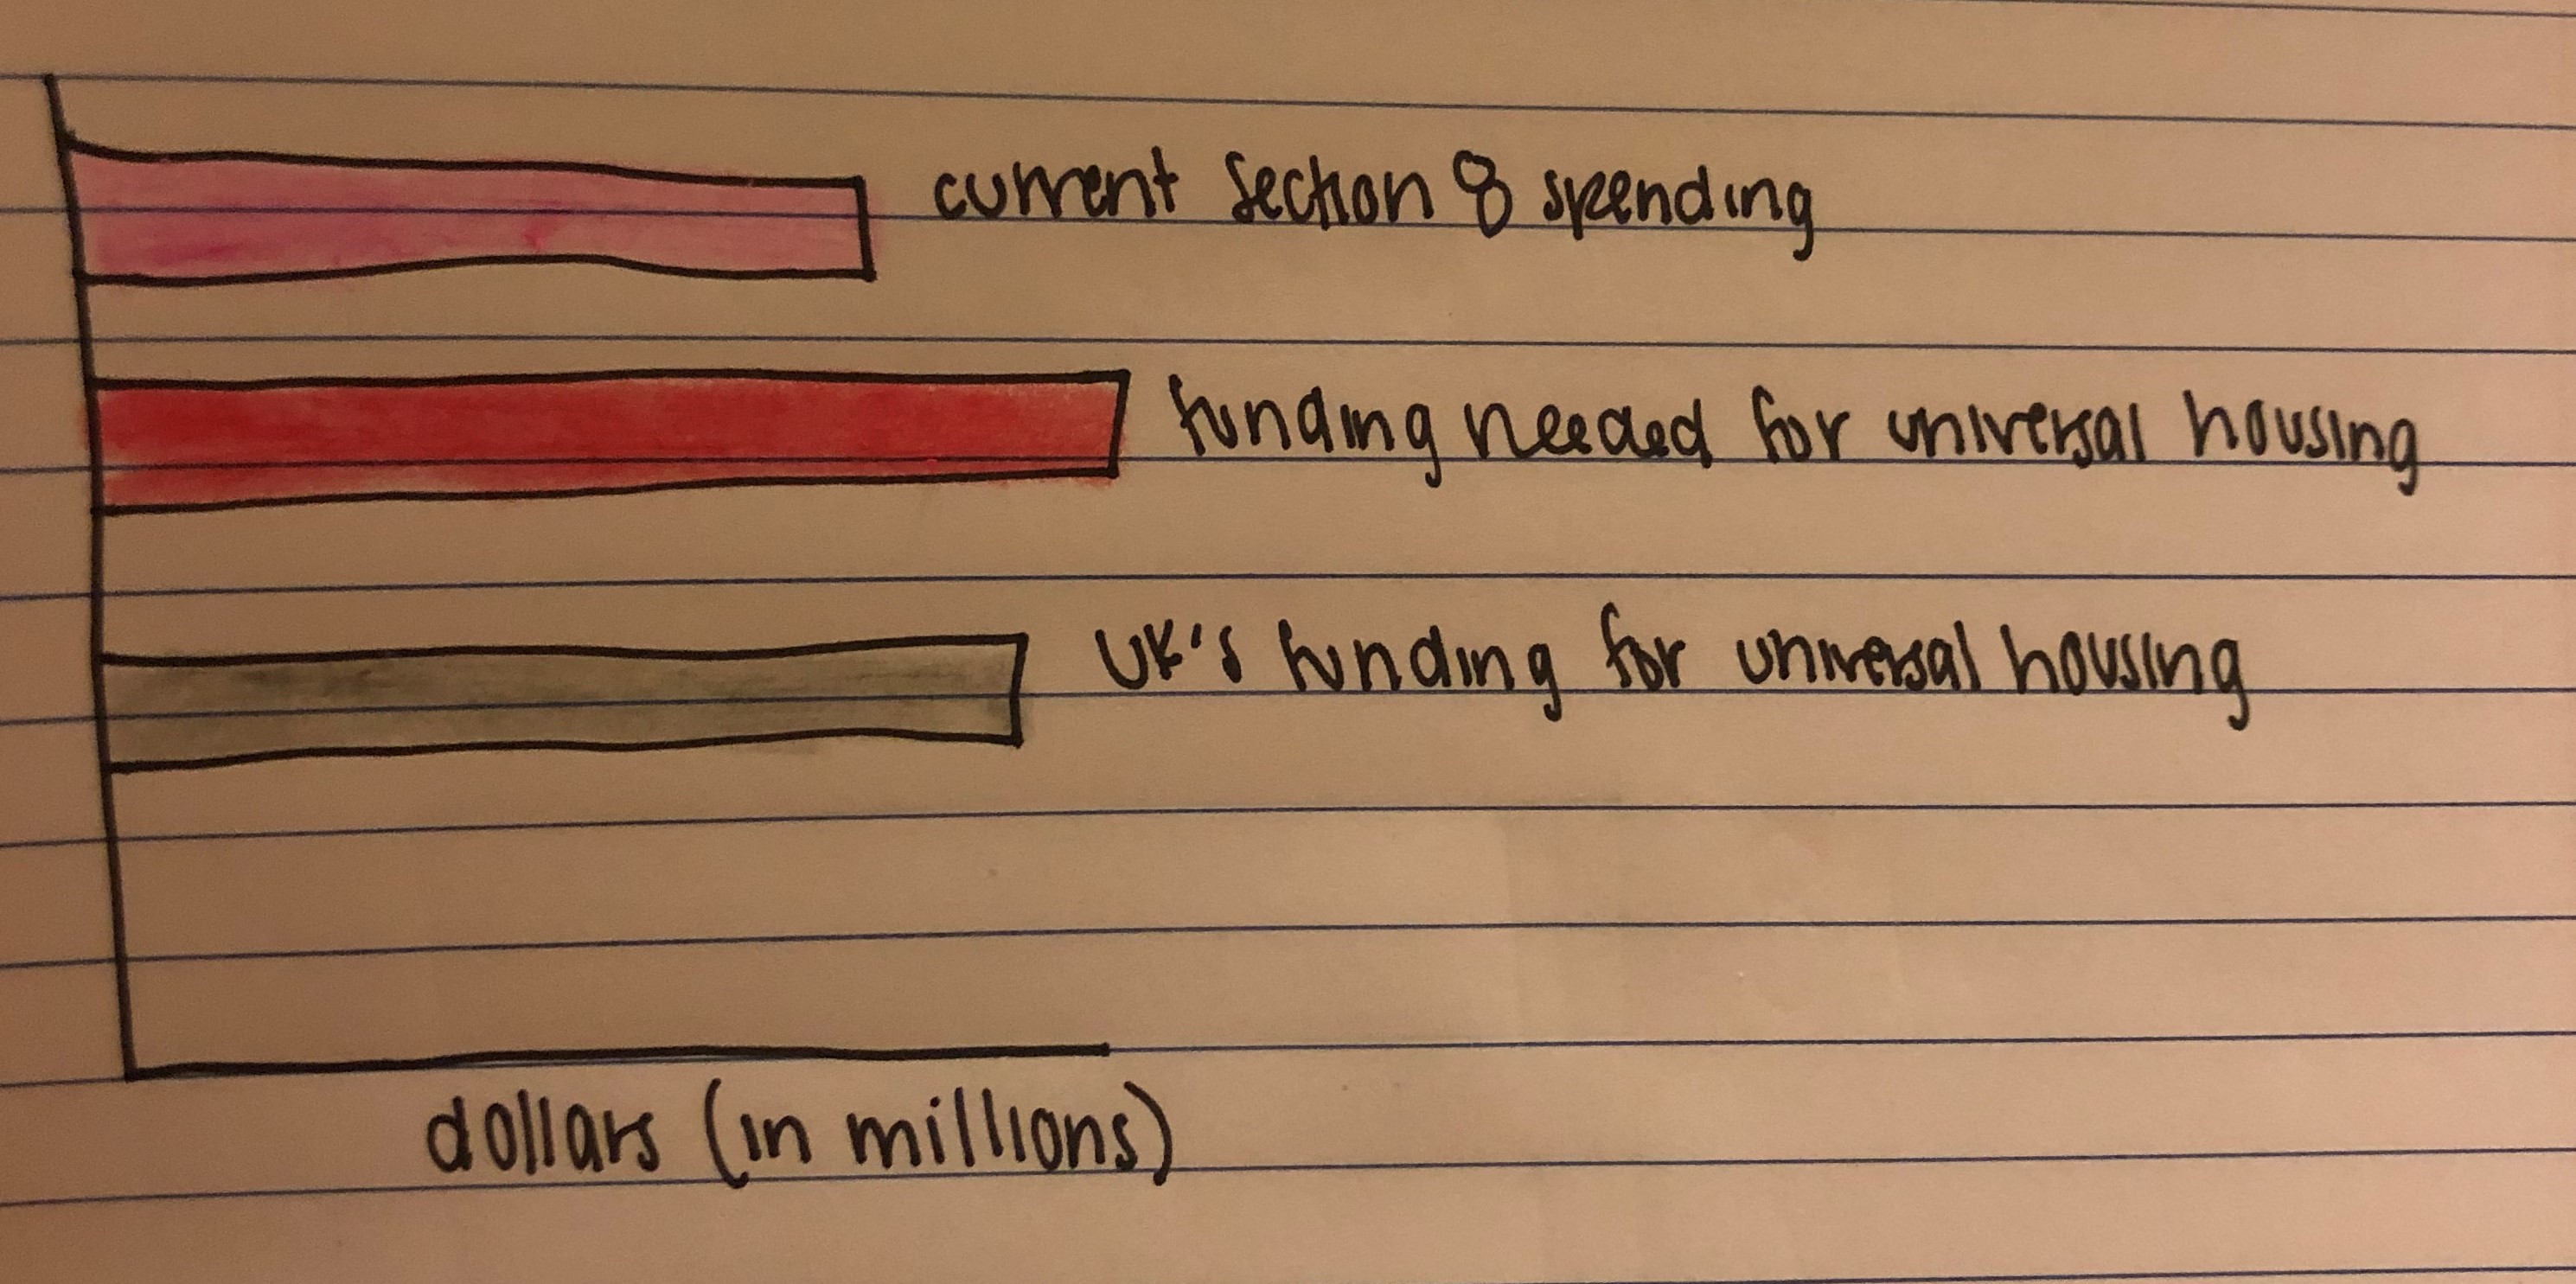 current Section 8 spending
funding needed for universal housing
UK's funding for universal housing
dollars (in millions)